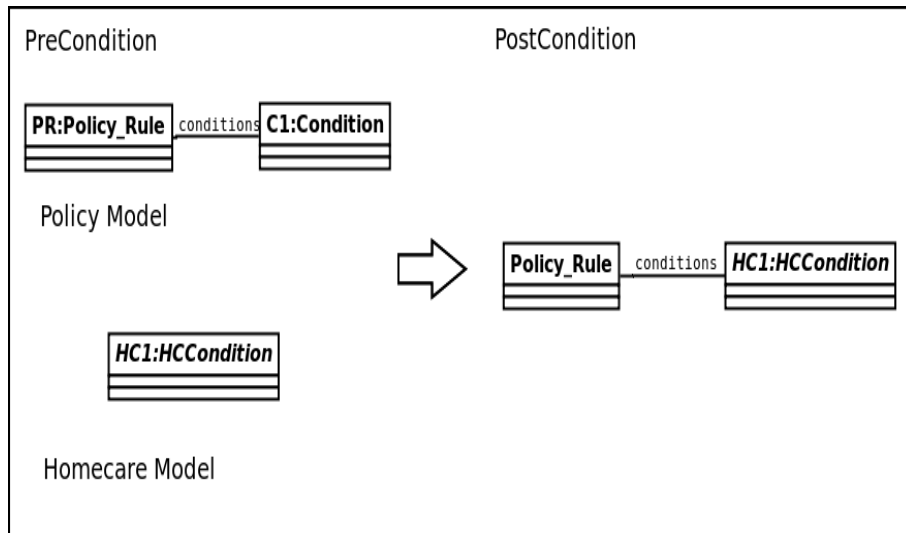 PreCondition
PostCondition
PR:Policy_Rule
conditions
C1:Condition
Policy Model
Policy_Rule
conditions
HC1:HCCondition
HC1:HCCondition
Homecare Model